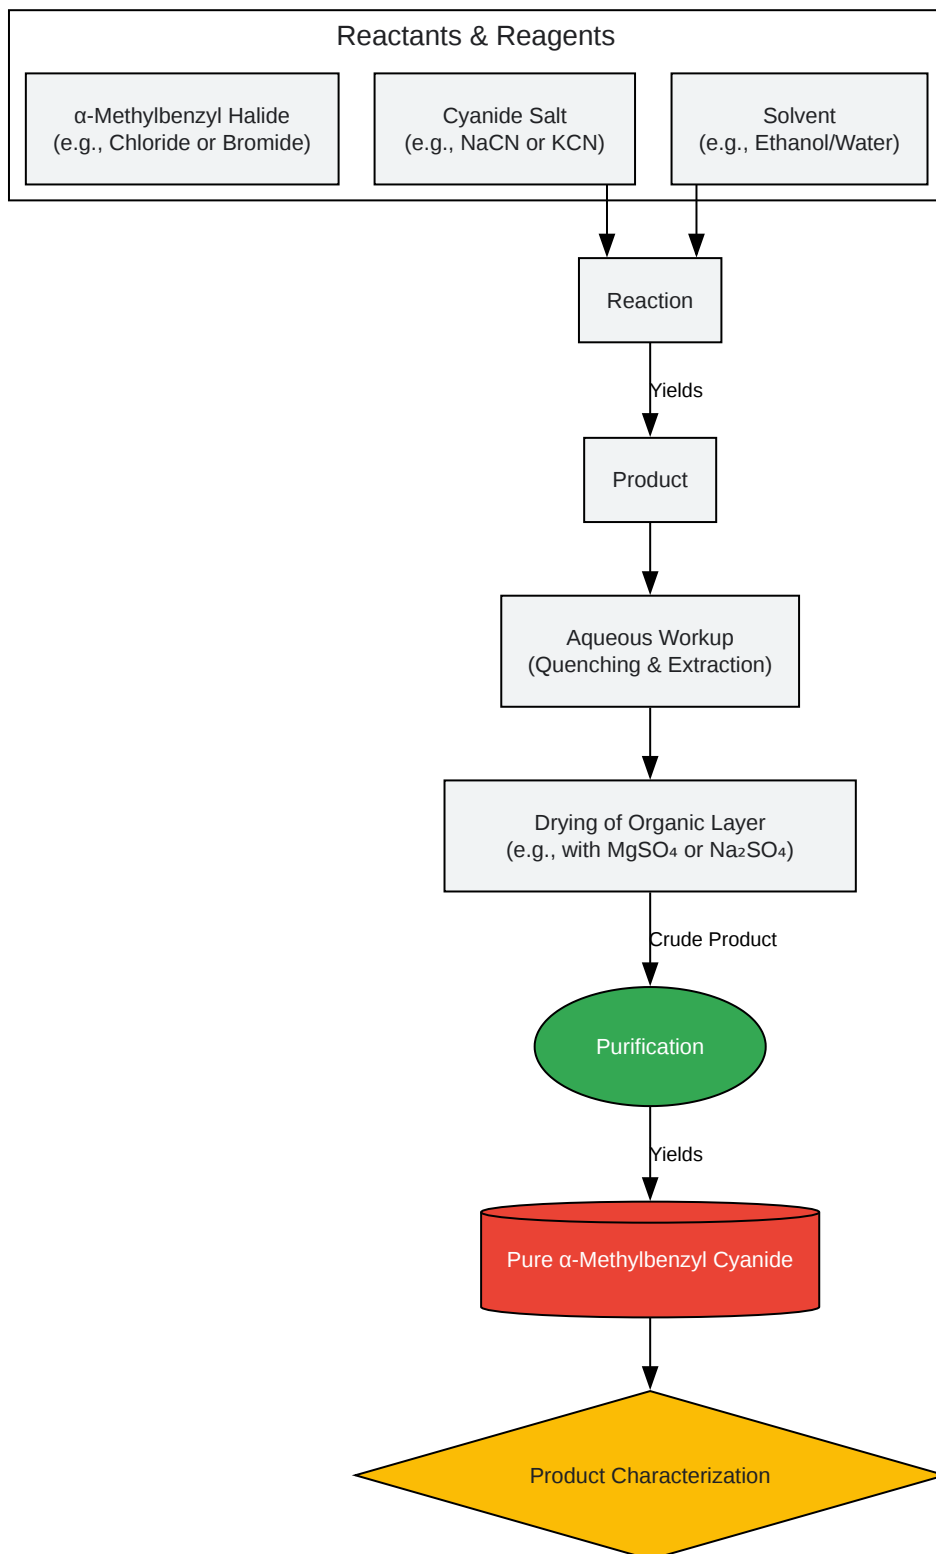 Reactants & Reagents
α-Methylbenzyl Halide
(e.g., Chloride or Bromide)
Cyanide Salt
(e.g., NaCN or KCN)
Solvent
(e.g., Ethanol/Water)
Reaction
Yields
Product
Aqueous Workup
(Quenching & Extraction)
Drying of Organic Layer
(e.g., with MgSO₄ or Na₂SO₄)
Crude Product
Purification
Yields
Pure α-Methylbenzyl Cyanide
Product Characterization